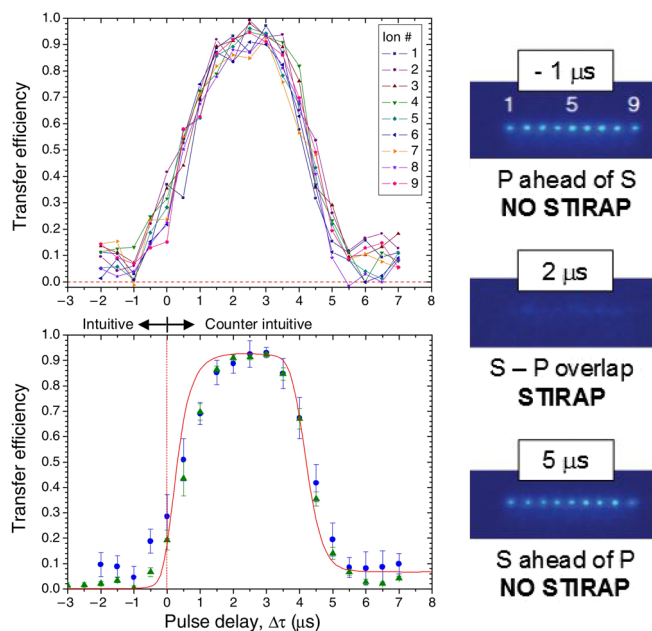 Transfer efficiency
1.0
0.9
0.8
0.7
0.6
0.5
0.4
0.3
0.2
0.1
0.0
Ion #
1
2
3
4
5
6
7
8
9
−3 −2 −1 0 1 2 3 4 5 6 7 8
Intuitive
Counter intuitive
Transfer efficiency
1.0
0.9
0.8
0.7
0.6
0.5
0.4
0.3
0.2
0.1
0.0
−3 −2 −1 0 1 2 3 4 5 6 7 8
Pulse delay, Δτ (μs)
- 1 μs
1 5 9
P ahead of S
NO STIRAP
2 μs
S – P overlap
STIRAP
5 μs
S ahead of P
NO STIRAP